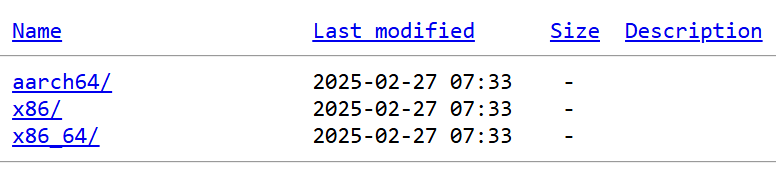 Name Last modified Size Description
aarch64/ 2025-02-27 07:33 -
x86/ 2025-02-27 07:33 -
x86_64/ 2025-02-27 07:33 -